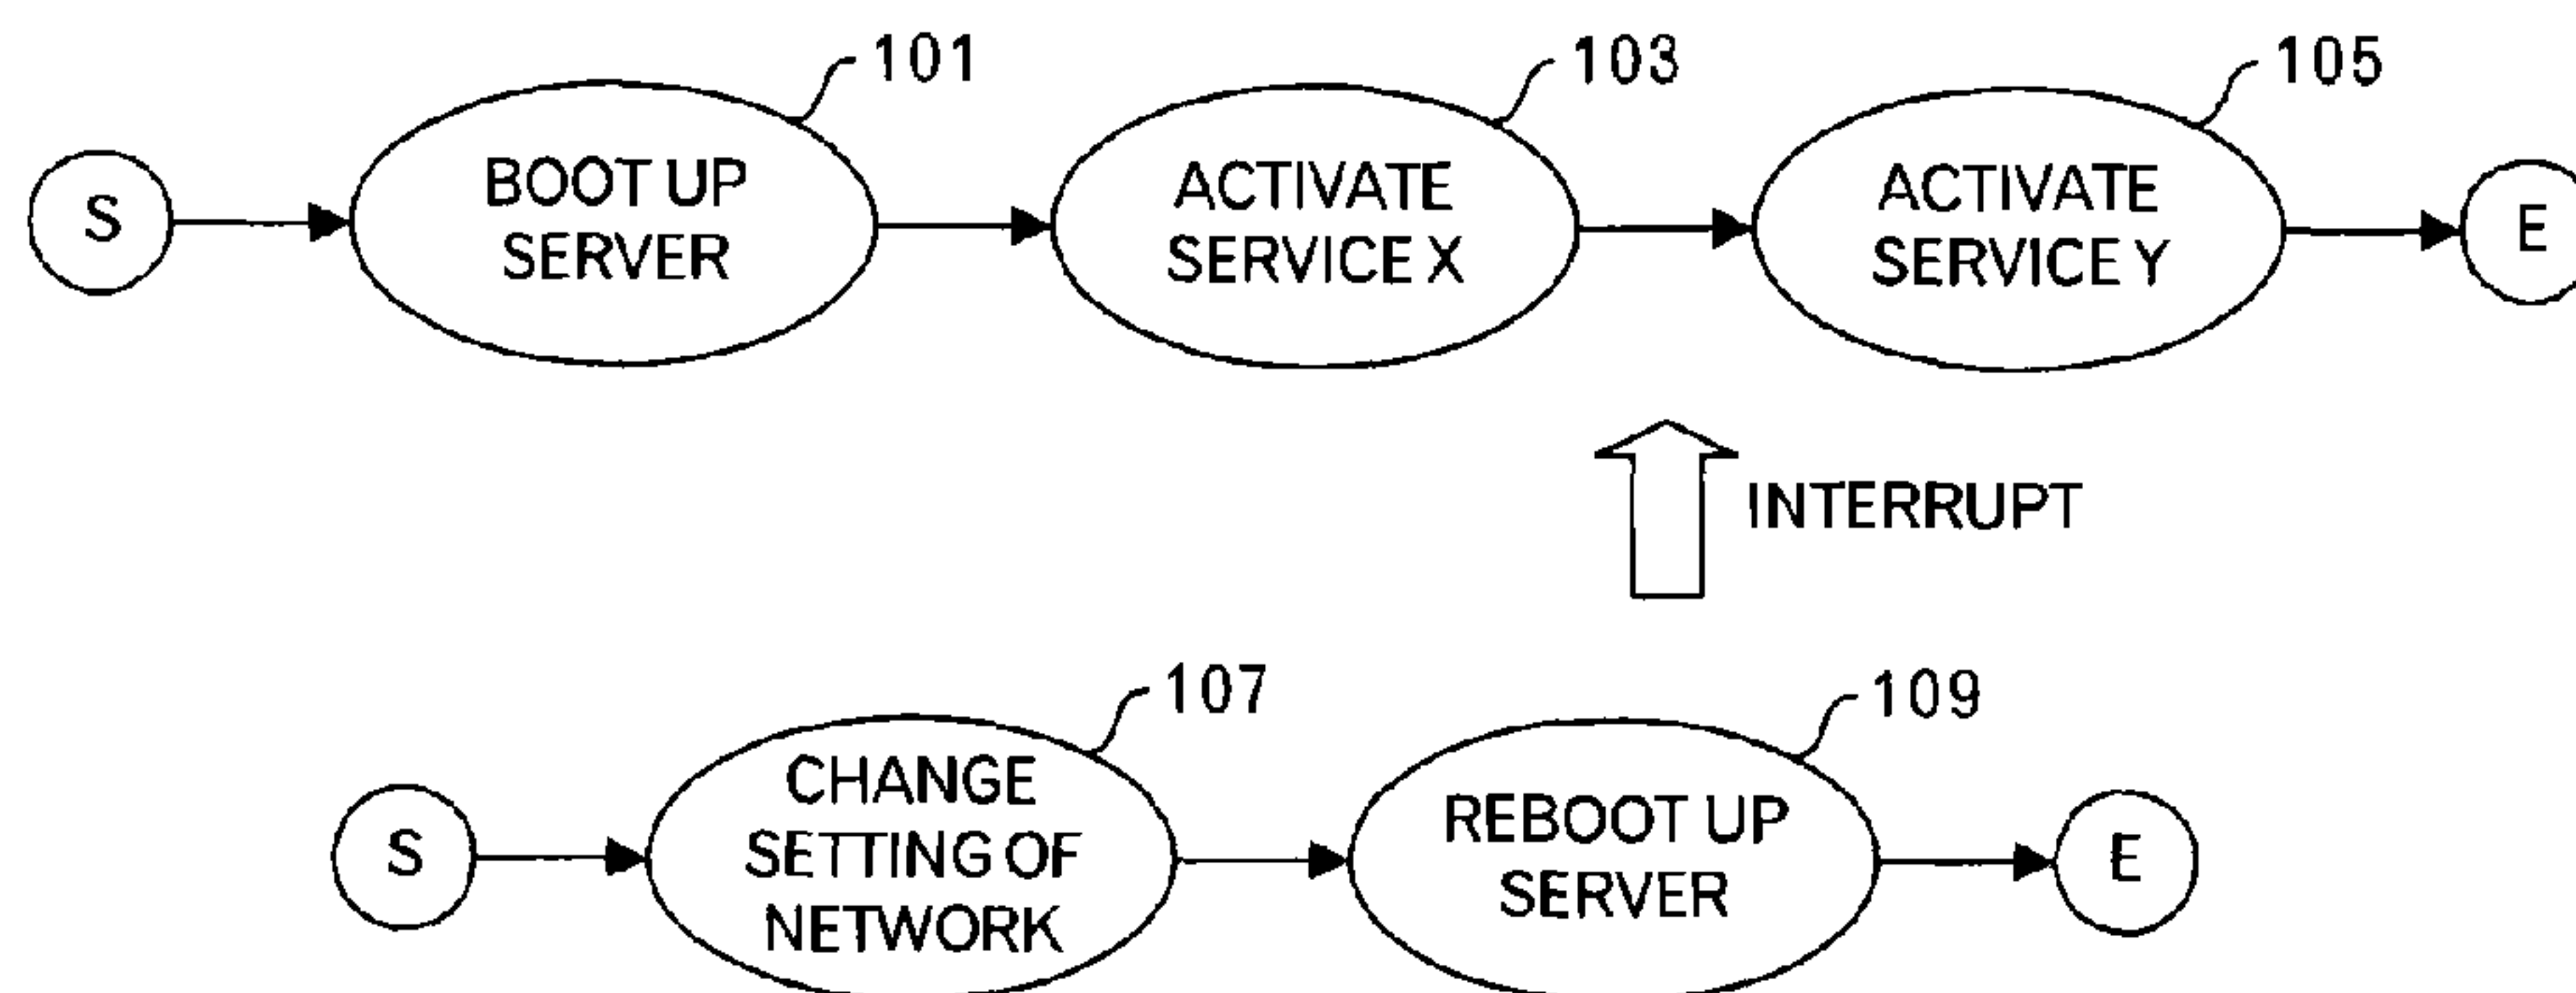 101
103
105
S
BOOT UP
SERVER
ACTIVATE
SERVICE X
ACTIVATE
SERVICE Y
E
INTERRUPT
107
109
S
CHANGE
SETTING OF
NETWORK
REBOOT UP
SERVER
E